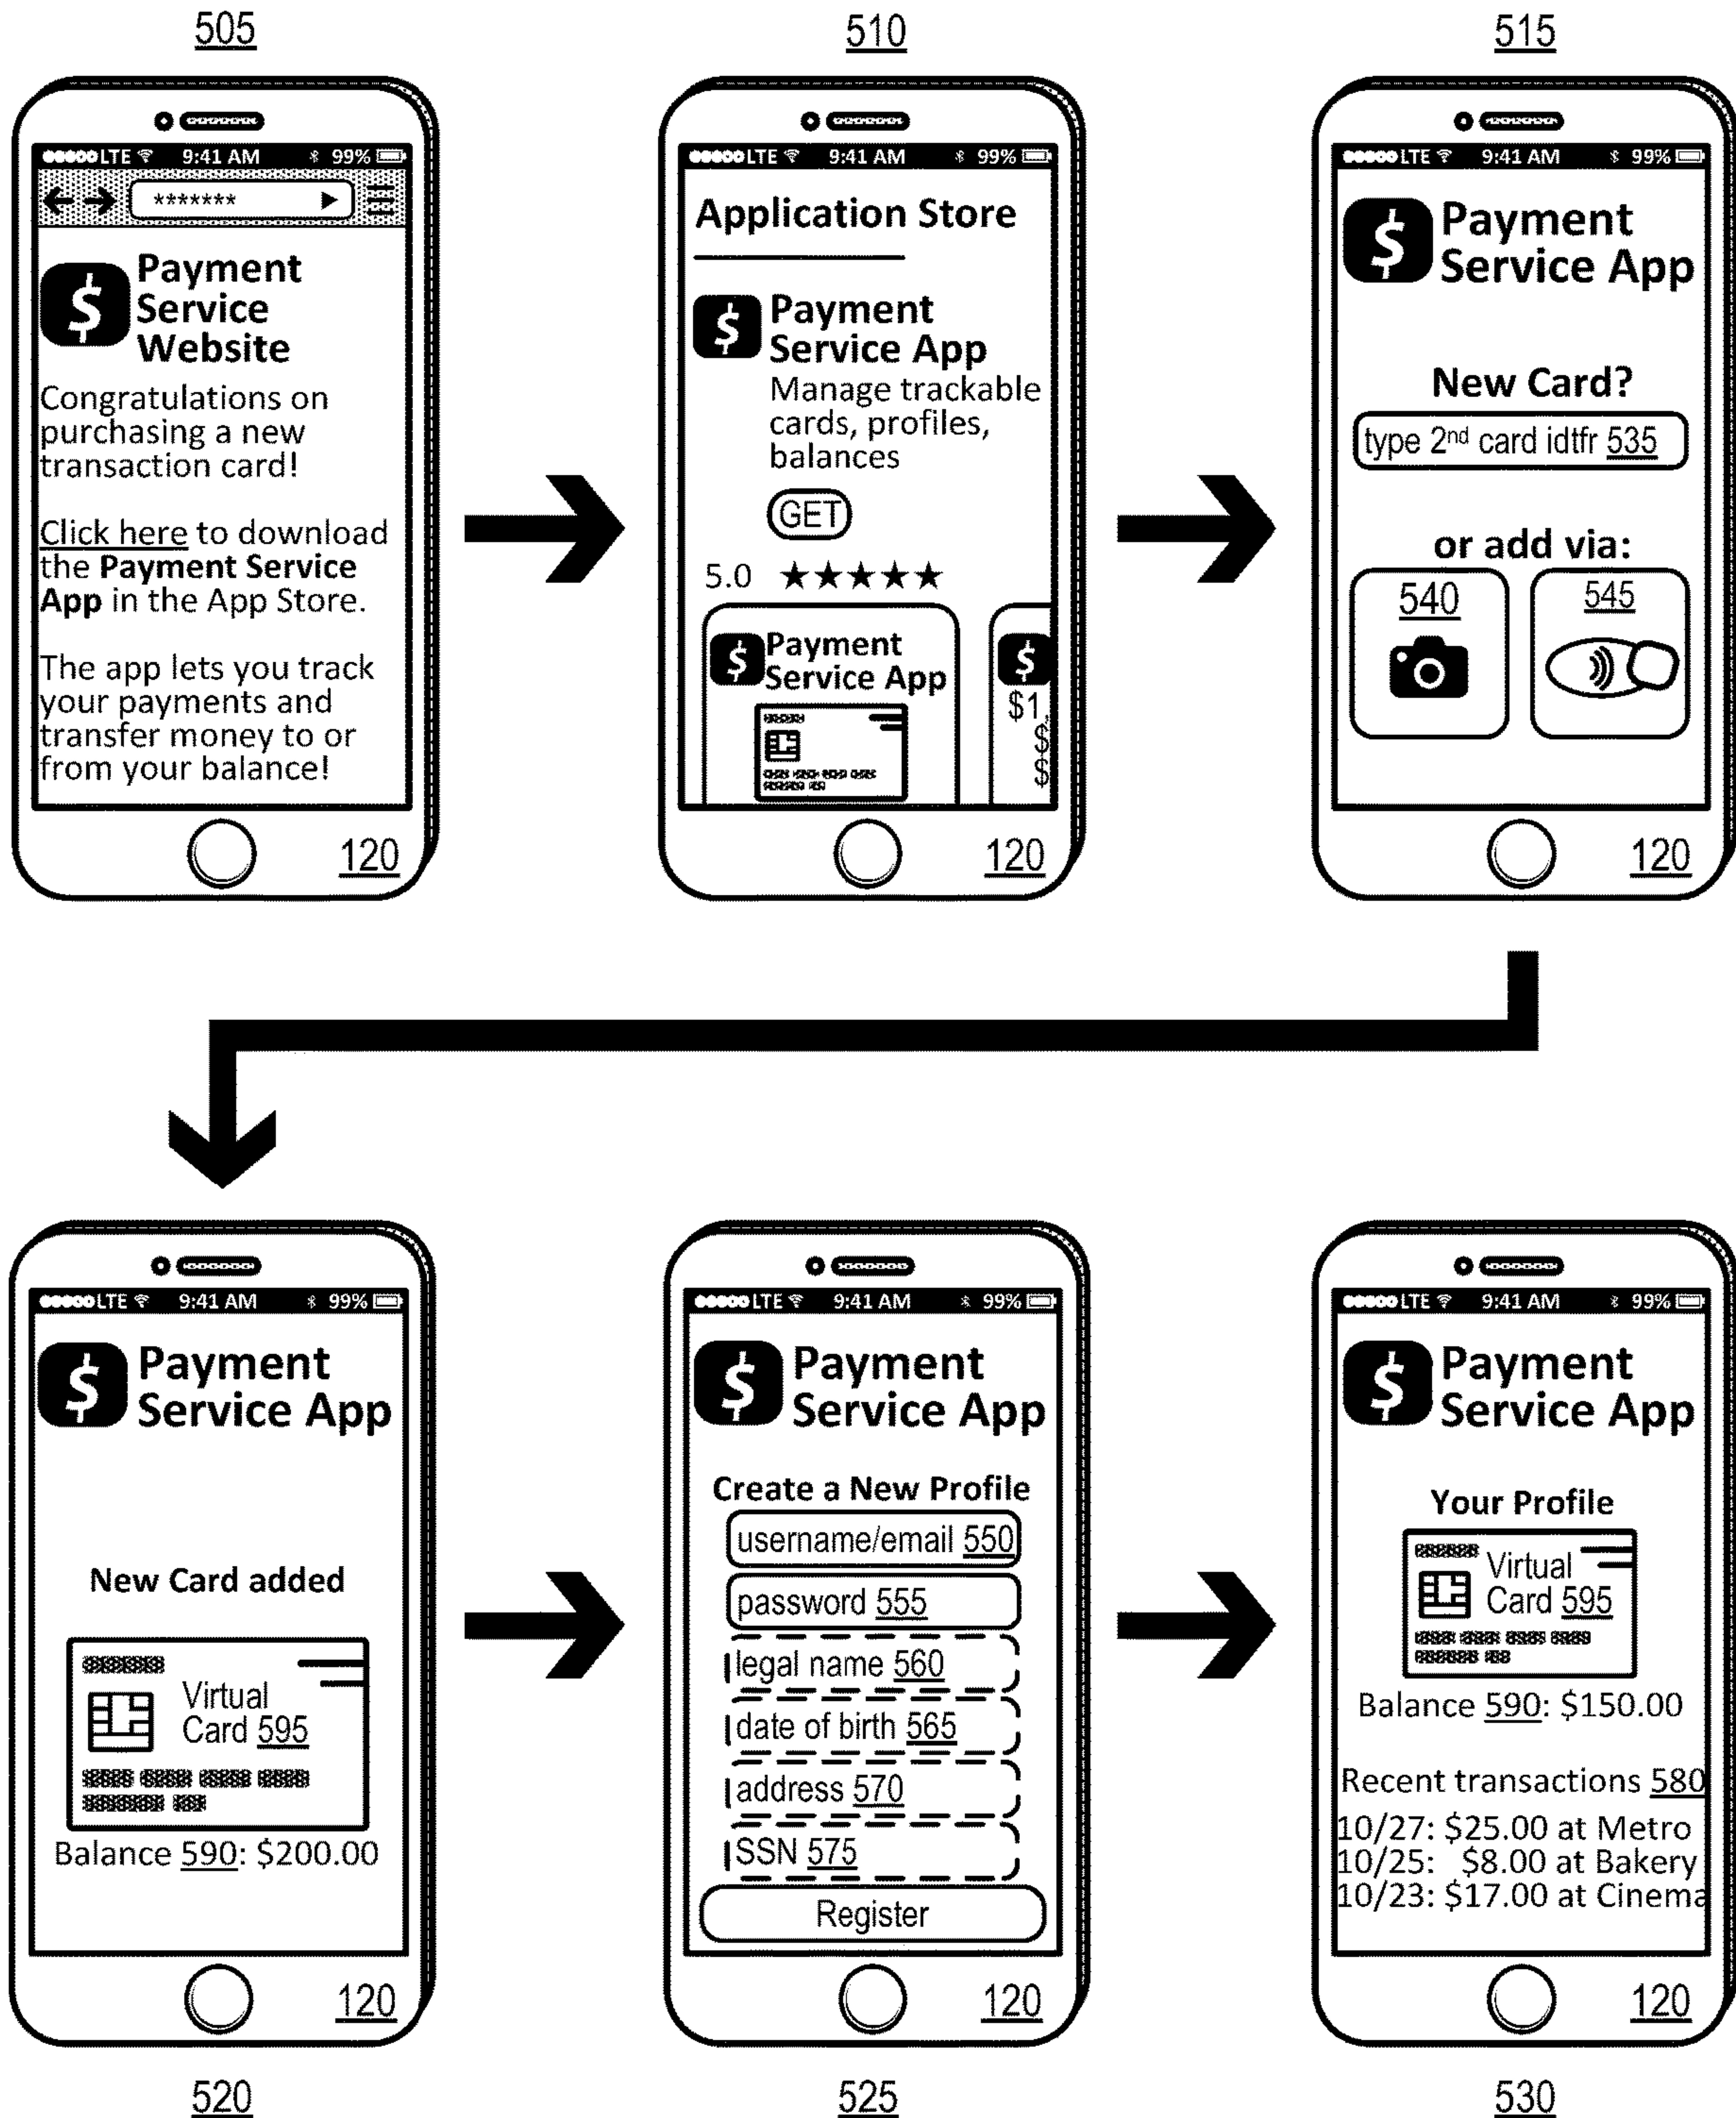 505
LTE 9:41 AM 99%
*******
$
Payment
Service
Website
Congratulations on
purchasing a new
transaction card!
Click here to download
the Payment Service
App in the App Store.
The app lets you track
your payments and
transfer money to or
from your balance!
120
510
LTE 9:41 AM 99%
Application Store
$
Payment
Service App
Manage trackable
cards, profiles,
balances
GET
5.0 ★★★★★
$
Payment
Service App
$
$1,
$
$
120
515
LTE 9:41 AM 99%
$
Payment
Service App
New Card?
type 2nd card idtfr 535
or add via:
540
545
120
LTE 9:41 AM 99%
$
Payment
Service App
New Card added
Virtual
Card 595
Balance 590: $200.00
120
520
LTE 9:41 AM 99%
$
Payment
Service App
Create a New Profile
username/email 550
password 555
legal name 560
date of birth 565
address 570
SSN 575
Register
120
525
LTE 9:41 AM 99%
$
Payment
Service App
Your Profile
Virtual
Card 595
Balance 590: $150.00
Recent transactions 580
10/27: $25.00 at Metro
10/25: $8.00 at Bakery
10/23: $17.00 at Cinema
120
530